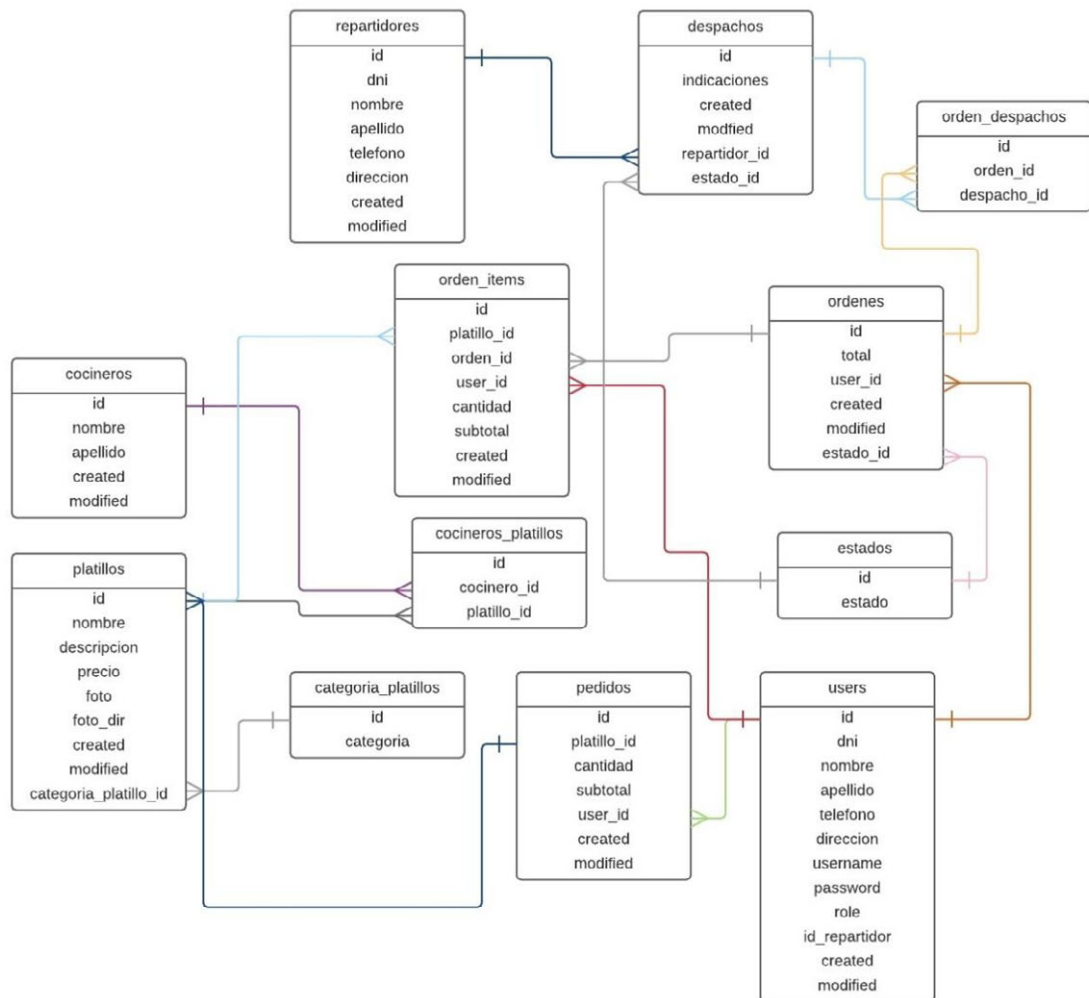 repartidores
id
dni
nombre
apellido
telefono
direccion
created
modified
despachos
id
indicaciones
created
modfied
repartidor_id
estado_id
orden_despachos
id
orden_id
despacho_id
orden_items
id
platillo_id
orden_id
user_id
cantidad
subtotal
created
modified
ordenes
id
total
user_id
created
modified
estado_id
cocineros
id
nombre
apellido
created
modified
cocineros_platillos
id
cocinero_id
platillo_id
estados
id
estado
platillos
id
nombre
descripcion
precio
foto
foto_dir
created
modified
categoria_platillo_id
categoria_platillos
id
categoria
pedidos
id
platillo_id
cantidad
subtotal
user_id
created
modified
users
id
dni
nombre
apellido
telefono
direccion
username
password
role
id_repartidor
created
modified